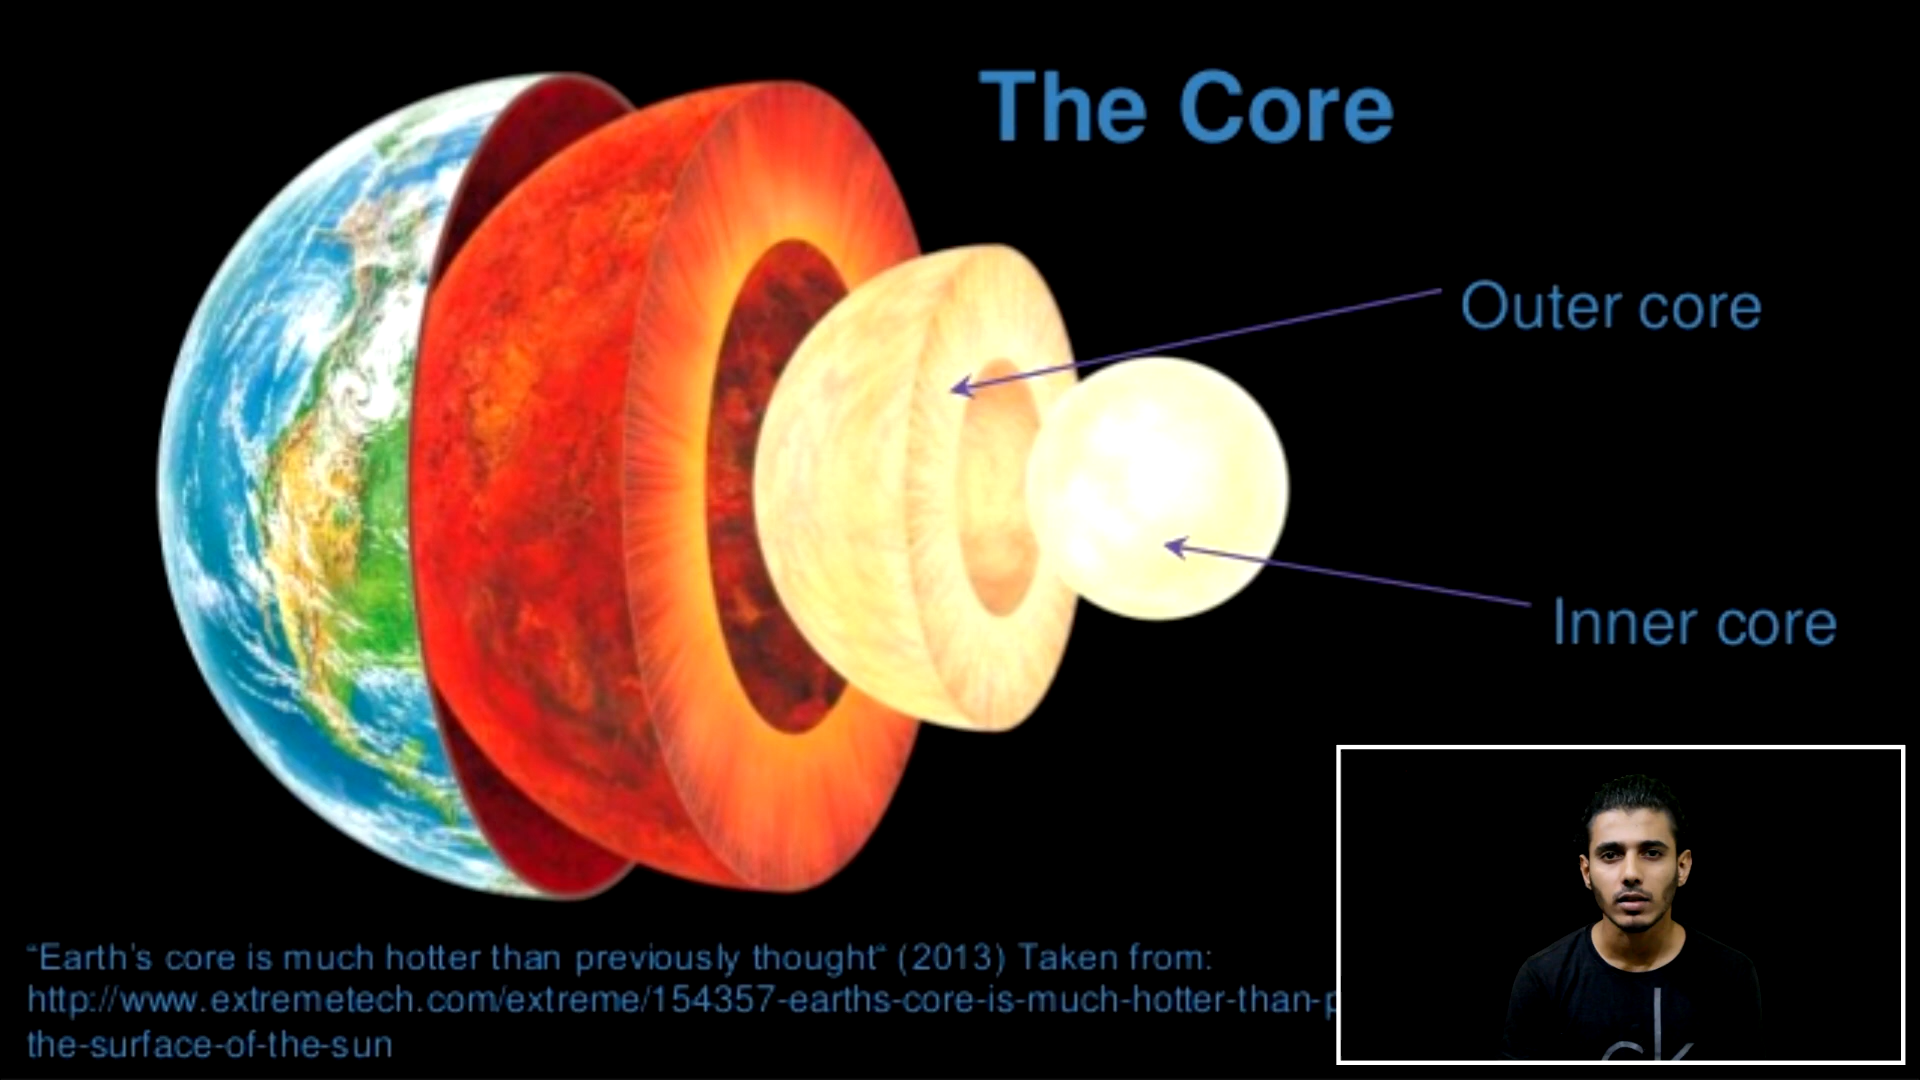 The Core
Outer core
Inner core
“Earth's core is much hotter than previously thought“ (2013) Taken from:
http://www.extremetech.com/extreme/154357-earths-core-is-much-hotter-than-p
the-surface-of-the-sun
ck